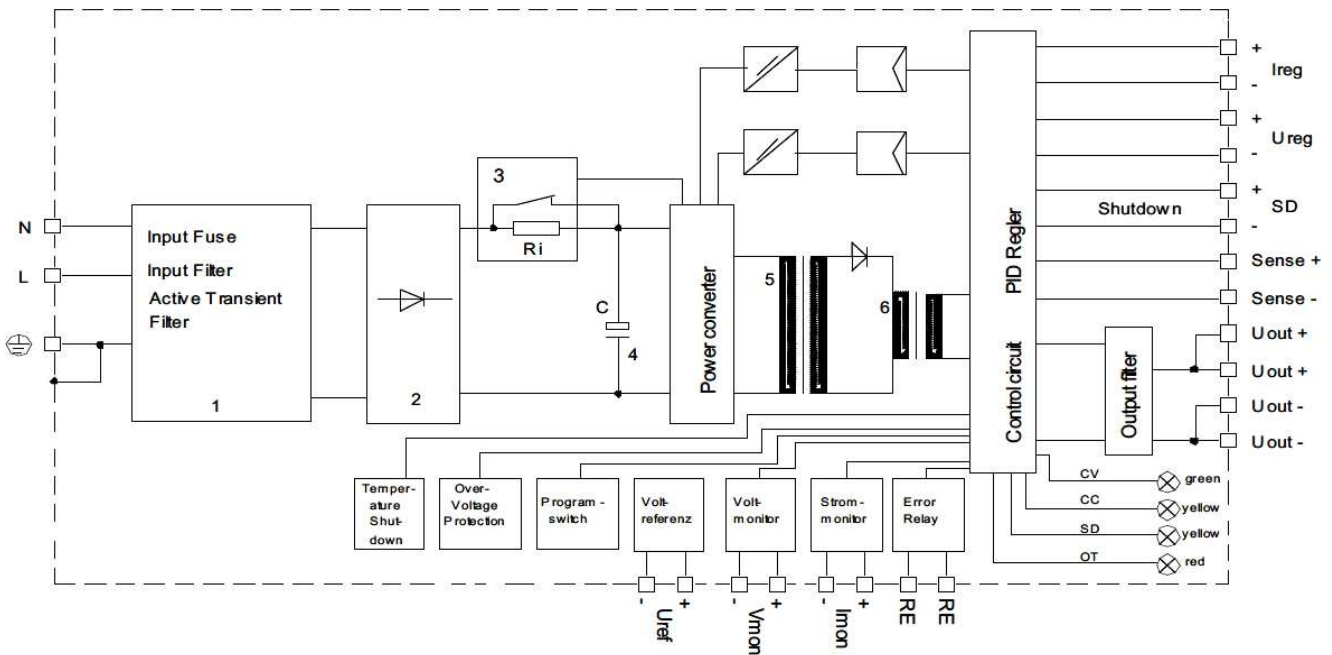 N
L
Input Fuse
Input Filter
Active Transient
Filter
1
2
3
Ri
C
4
Power converter
5
6
PID Regler
Control circuit
+
Ireg
-
+
Ureg
-
+
SD
Shutdown
-
Sense +
Sense -
Uout +
Uout +
Uout -
Uout -
Output filter
CV
green
CC
yellow
SD
yellow
OT
red
Temper-
ature
Shut-
down
Over-
Voltage
Protection
Program-
switch
Volt-
referenz
Volt-
monitor
Strom-
monitor
Error
Relay
-
+
Uref
-
+
Vmon
-
+
Imon
RE
RE